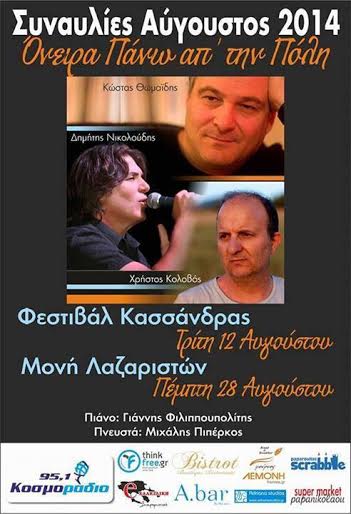 Συναυλίες Αύγουστος 2014
Όνειρα Πάνω απ' την Πόλη
Κώστας Θωμαΐδης
Δημήτης Νικολούδης
Χρήστος Κολοβός
Φεστιβάλ Κασσάνδρας
Τρίτη 12 Αυγούστου
Μονή Λαζαριστών
Πέμπτη 28 Αυγούστου
Πιάνο: Γιάννης Φιλιππουπολίτης
Πνευστά: Μιχάλης Πιπέρκος
95,1
Κοσμοράδιο
think
free.gr
Bistrot
ΛΕΜΟΝΗ
scrabble
A.bar
super market
papanikolaou